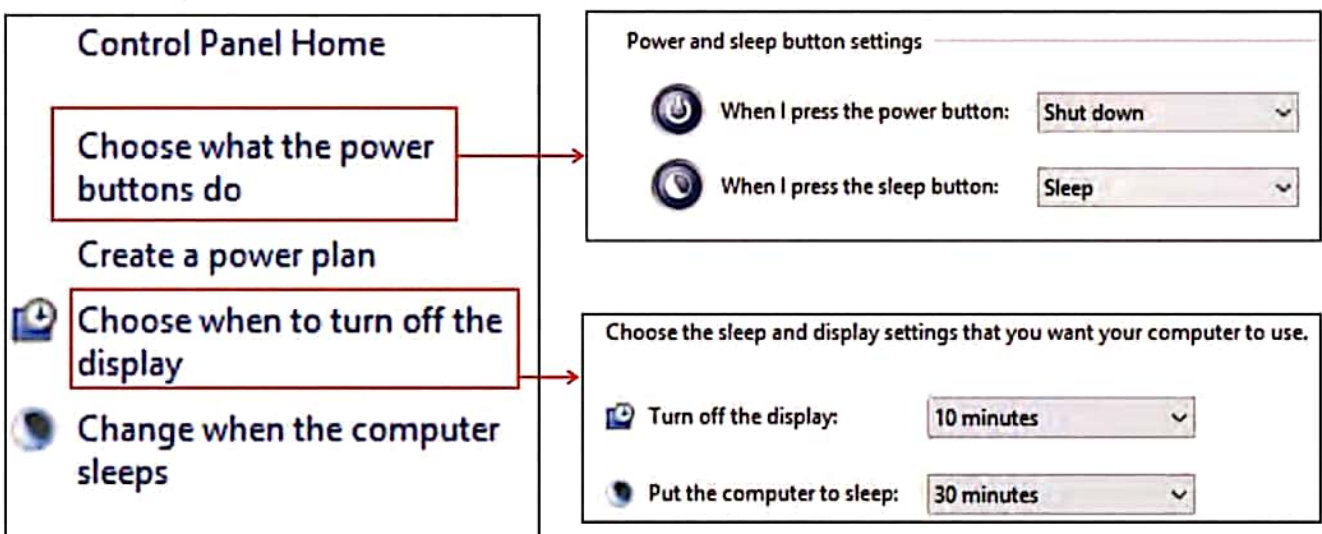 Control Panel Home
Choose what the power
buttons do
Create a power plan
Choose when to turn off the
display
Change when the computer
sleeps
Power and sleep button settings
When I press the power button: Shut down
When I press the sleep button: Sleep
Choose the sleep and display settings that you want your computer to use.
Turn off the display: 10 minutes
Put the computer to sleep: 30 minutes